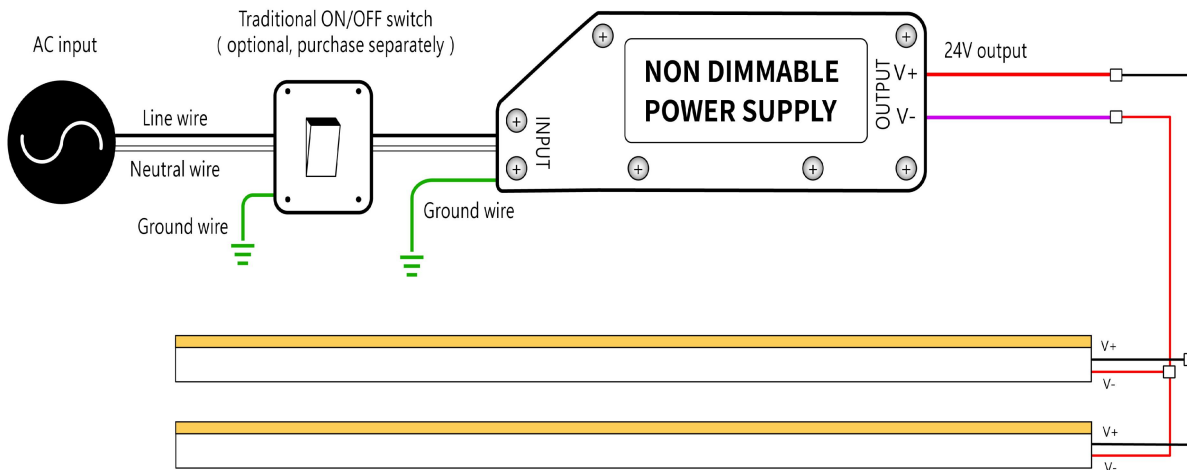 Traditional ON/OFF switch
( optional, purchase separately )
AC input
Line wire
Neutral wire
Ground wire
Ground wire
INPUT
NON DIMMABLE
POWER SUPPLY
OUTPUT
V+
V-
24V output
V+
V-
V+
V-